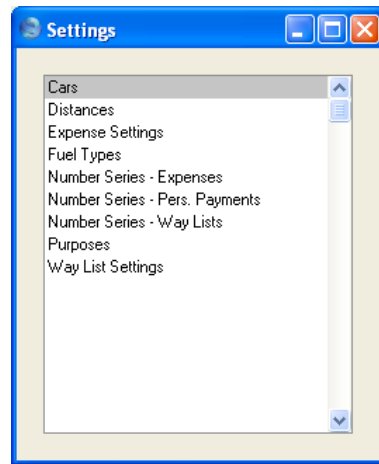 Settings
Cars
Distances
Expense Settings
Fuel Types
Number Series - Expenses
Number Series - Pers. Payments
Number Series - Way Lists
Purposes
Way List Settings